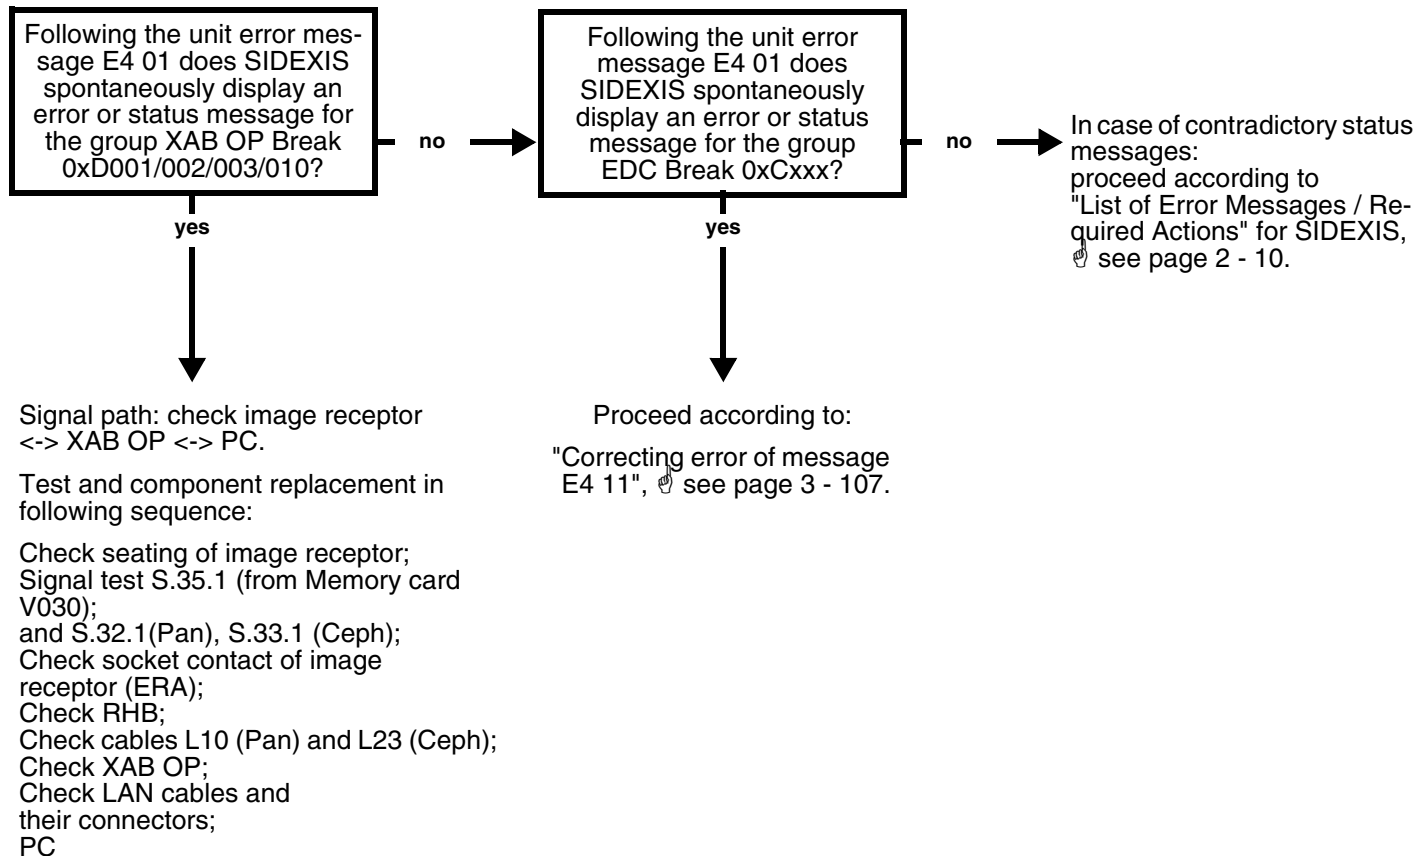 Following the unit error mes-
sage E4 01 does SIDEXIS
spontaneously display an
error or status message for
the group XAB OP Break
0xD001/002/003/010?
no
yes
Following the unit error
message E4 01 does
SIDEXIS spontaneously
display an error or status
message for the group
EDC Break 0xCxxx?
no
yes
In case of contradictory status
messages:
proceed according to
"List of Error Messages / Re-
quired Actions" for SIDEXIS,
☝ see page 2 - 10.
Signal path: check image receptor
<-> XAB OP <-> PC.
Test and component replacement in
following sequence:
Check seating of image receptor;
Signal test S.35.1 (from Memory card
V030);
and S.32.1(Pan), S.33.1 (Ceph);
Check socket contact of image
receptor (ERA);
Check RHB;
Check cables L10 (Pan) and L23 (Ceph);
Check XAB OP;
Check LAN cables and
their connectors;
PC
Proceed according to:
"Correcting error of message
E4 11", ☝ see page 3 - 107.